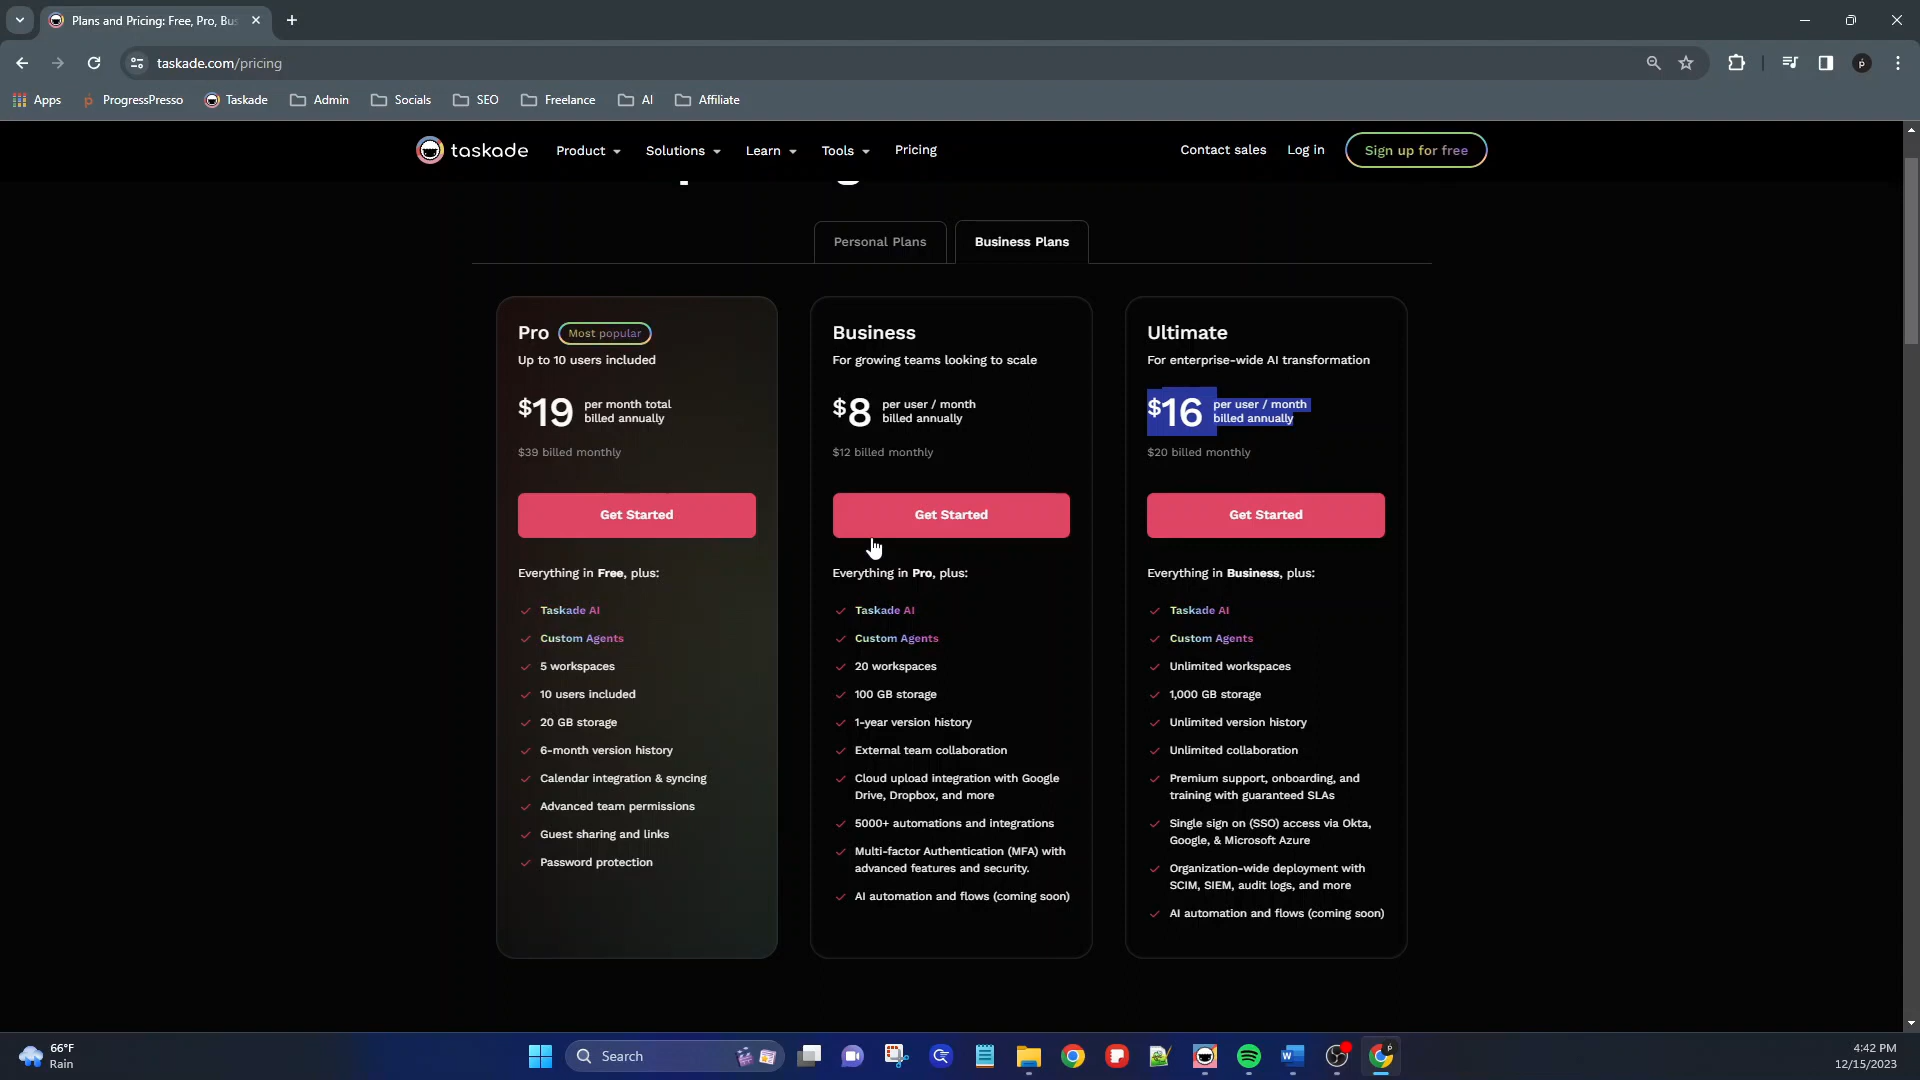 Plans and Pricing: Free, Pro, Bus
taskade.com/pricing
Apps
ProgressPresso
Taskade
Admin
Socials
SEO
Freelance
AI
Affiliate
taskade
Product
Solutions
Learn
Tools
Pricing
Contact sales
Log in
Sign up for free
Personal Plans
Business Plans
Pro
Most popular
Up to 10 users included
$19
per month total
billed annually
$39 billed monthly
Get Started
Everything in Free, plus:
Taskade AI
Custom Agents
5 workspaces
10 users included
20 GB storage
6-month version history
Calendar integration & syncing
Advanced team permissions
Guest sharing and links
Password protection
Business
For growing teams looking to scale
$8
per user / month
billed annually
$12 billed monthly
Get Started
Everything in Pro, plus:
Taskade AI
Custom Agents
20 workspaces
100 GB storage
1-year version history
External team collaboration
Cloud upload integration with Google
Drive, Dropbox, and more
5000+ automations and integrations
Multi-factor Authentication (MFA) with
advanced features and security.
AI automation and flows (coming soon)
Ultimate
For enterprise-wide AI transformation
$16
per user / month
billed annually
$20 billed monthly
Get Started
Everything in Business, plus:
Taskade AI
Custom Agents
Unlimited workspaces
1,000 GB storage
Unlimited version history
Unlimited collaboration
Premium support, onboarding, and
training with guaranteed SLAs
Single sign on (SSO) access via Okta,
Google, & Microsoft Azure
Organization-wide deployment with
SCIM, SIEM, audit logs, and more
AI automation and flows (coming soon)
66°F
Rain
Search
4:42 PM
12/15/2023